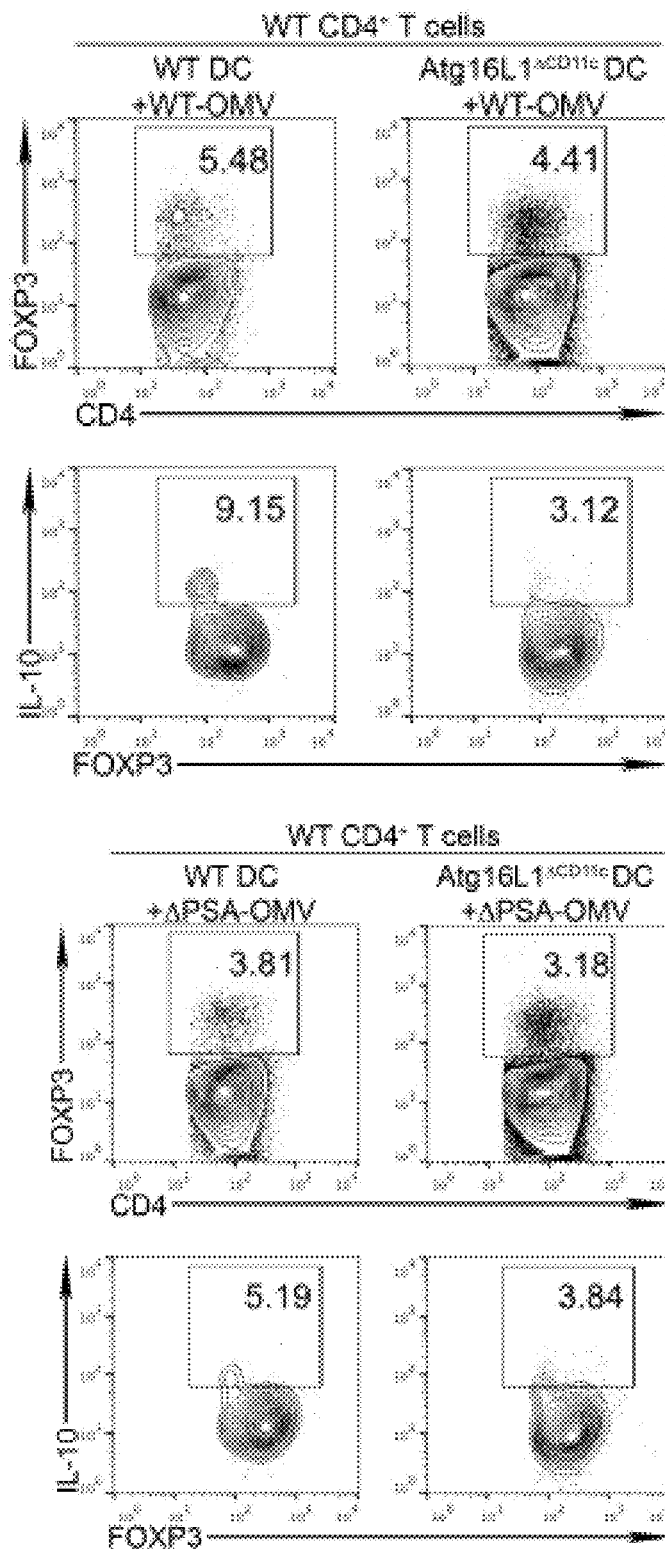 WT CD4⁺ T cells
WT DC Atg16L1ΔCD11c DC
+WT-OMV +WT-OMV
5.48 4.41
FOXP3
CD4
9.15 3.12
IL-10
FOXP3
WT CD4⁺ T cells
WT DC Atg16L1ΔCD11c DC
+ΔPSA-OMV +ΔPSA-OMV
3.81 3.18
FOXP3
CD4
5.19 3.84
IL-10
FOXP3